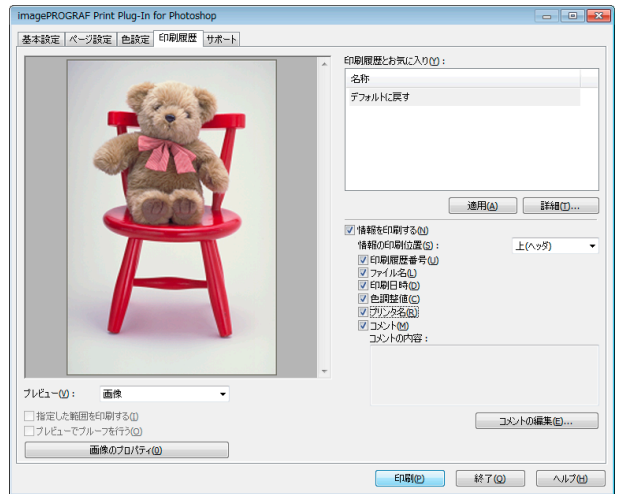 imagePROGRAF Print Plug-In for Photoshop
基本設定 ページ設定 色設定 印刷履歴 サポート
印刷履歴とお気に入り(Y)：
名称
デフォルトに戻す
適用(A) 詳細(T)...
情報を印刷する(N)
情報の印刷位置(S)： 上(ヘッダ)
印刷履歴番号(U)
ファイル名(L)
印刷日時(D)
色調整値(C)
プリンタ名(R)
コメント(M)
コメントの内容：
プレビュー(V)： 画像
指定した範囲を印刷する(I)
プレビューでプルーフを行う(O)
コメントの編集(E)...
画像のプロパティ(0)
印刷(P) 終了(Q) ヘルプ(H)